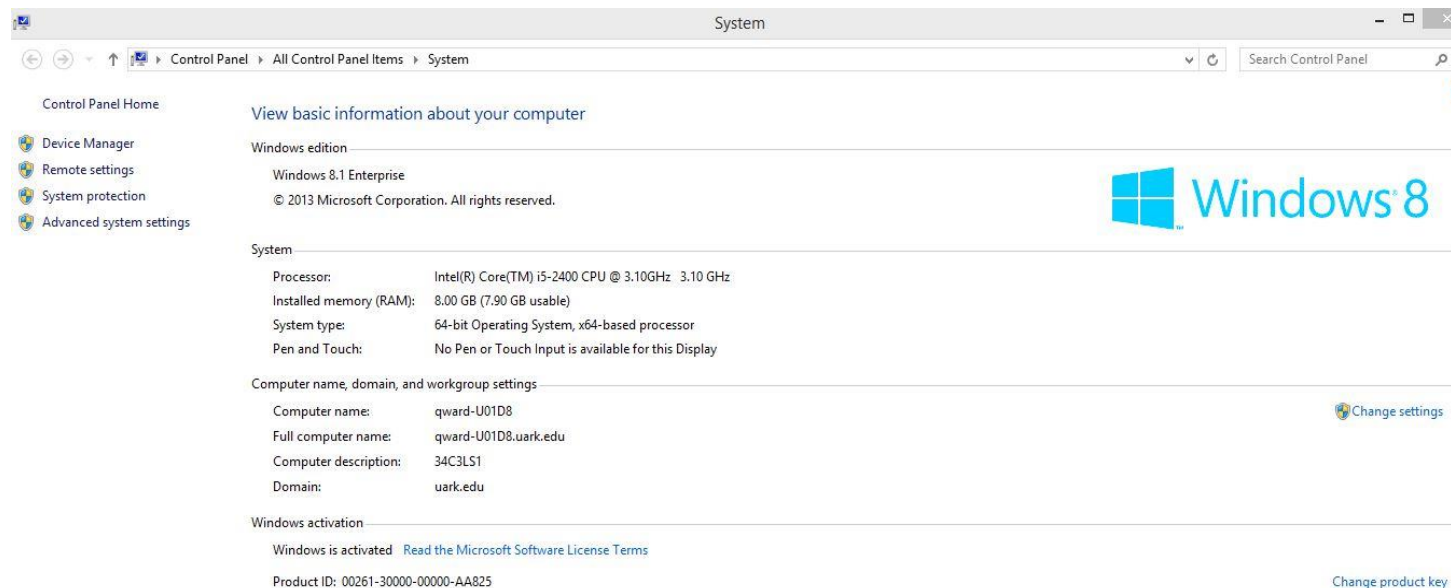 System
Control Panel All Control Panel Items System
Search Control Panel
Control Panel Home
Device Manager
Remote settings
System protection
Advanced system settings
View basic information about your computer
Windows edition
Windows 8.1 Enterprise
© 2013 Microsoft Corporation. All rights reserved.
Windows 8
System
Processor: Intel(R) Core(TM) i5-2400 CPU @ 3.10GHz 3.10 GHz
Installed memory (RAM): 8.00 GB (7.90 GB usable)
System type: 64-bit Operating System, x64-based processor
Pen and Touch: No Pen or Touch Input is available for this Display
Computer name, domain, and workgroup settings
Computer name: qward-U01D8
Change settings
Full computer name: qward-U01D8.uark.edu
Computer description: 34C3LS1
Domain: uark.edu
Windows activation
Windows is activated Read the Microsoft Software License Terms
Product ID: 00261-30000-00000-AA825
Change product key